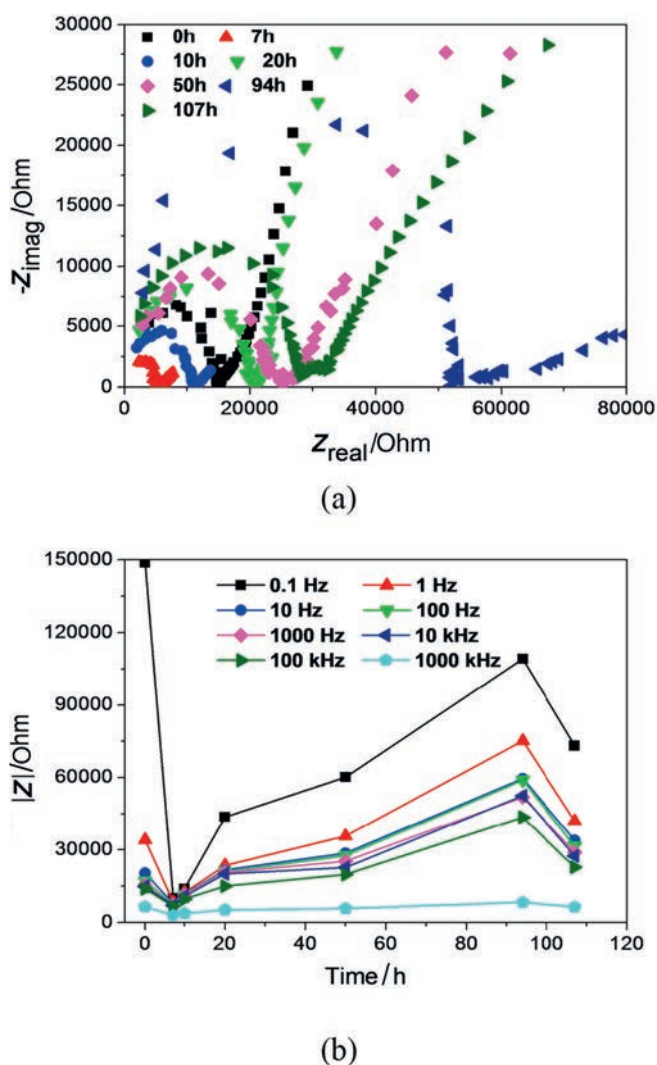 (a)
30000
25000
20000
15000
10000
5000
0
-Zimag/Ohm
0h 7h
10h 20h
50h 94h
107h
0 20000 40000 60000 80000
Zreal/Ohm
(a)
150000
120000
90000
60000
30000
0
|Z|/Ohm
0.1 Hz 1 Hz
10 Hz 100 Hz
1000 Hz 10 kHz
100 kHz 1000 kHz
0 20 40 60 80 100 120
Time/h
(b)